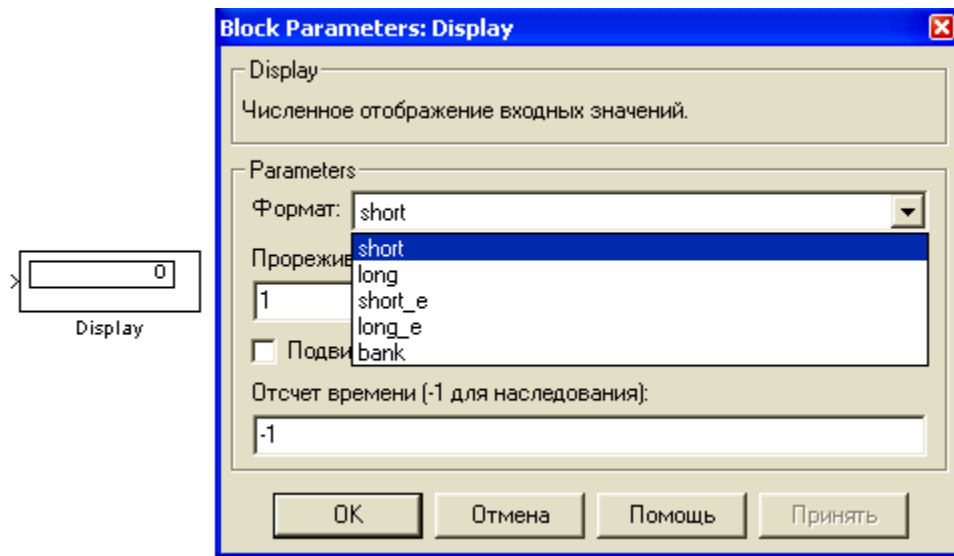 Block Parameters: Display
Display
Численное отображение входных значений.
Parameters
Формат: short
short
long
short_e
long_e
bank
Прорежив
1
Подви
Отсчет времени (-1 для наследования):
-1
OK Отмена Помощь Принять
0
Display